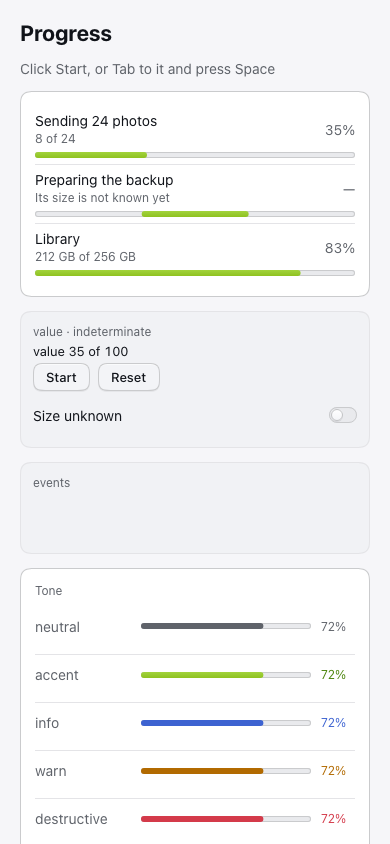 Progress
Click Start, or Tab to it and press Space
Sending 24 photos
8 of 24
35%
Preparing the backup
Its size is not known yet
—
Library
212 GB of 256 GB
83%
value · indeterminate
value 35 of 100
Start Reset
Size unknown
events
Tone
neutral 72%
accent 72%
info 72%
warn 72%
destructive 72%